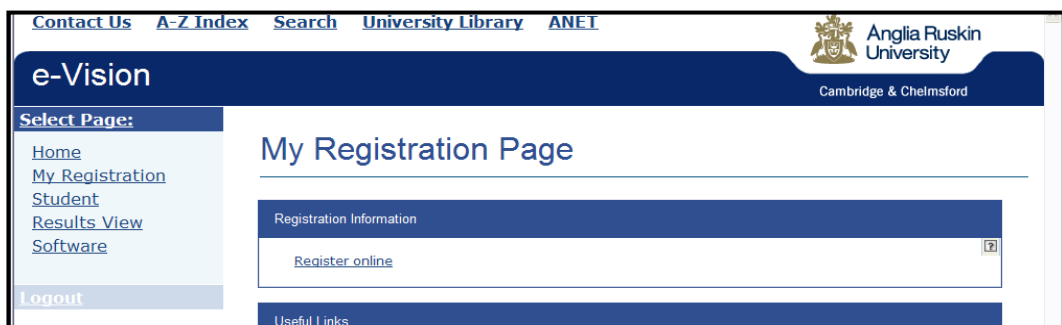 Contact Us A-Z Index Search University Library ANET
Anglia Ruskin
University
e-Vision
Cambridge & Chelmsford
Select Page:
Home
My Registration
Student
Results View
Software
Logout
My Registration Page
Registration Information
?
Register online
Useful Links